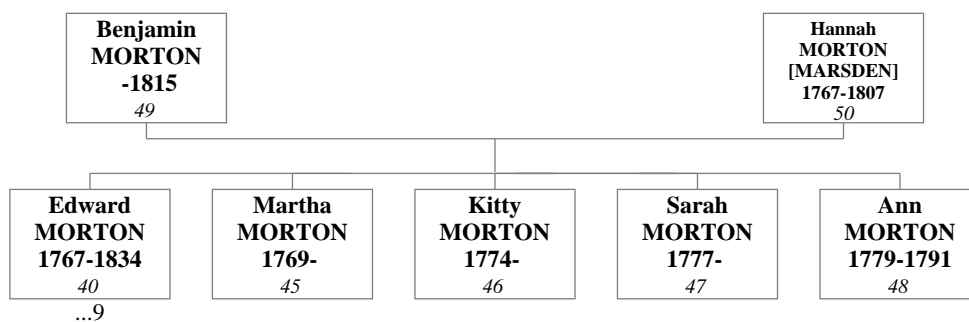 Benjamin
MORTON
-1815
49
Hannah
MORTON
[MARSDEN]
1767-1807
50
Edward
MORTON
1767-1834
40
...9
Martha
MORTON
1769-
45
Kitty
MORTON
1774-
46
Sarah
MORTON
1777-
47
Ann
MORTON
1779-1791
48